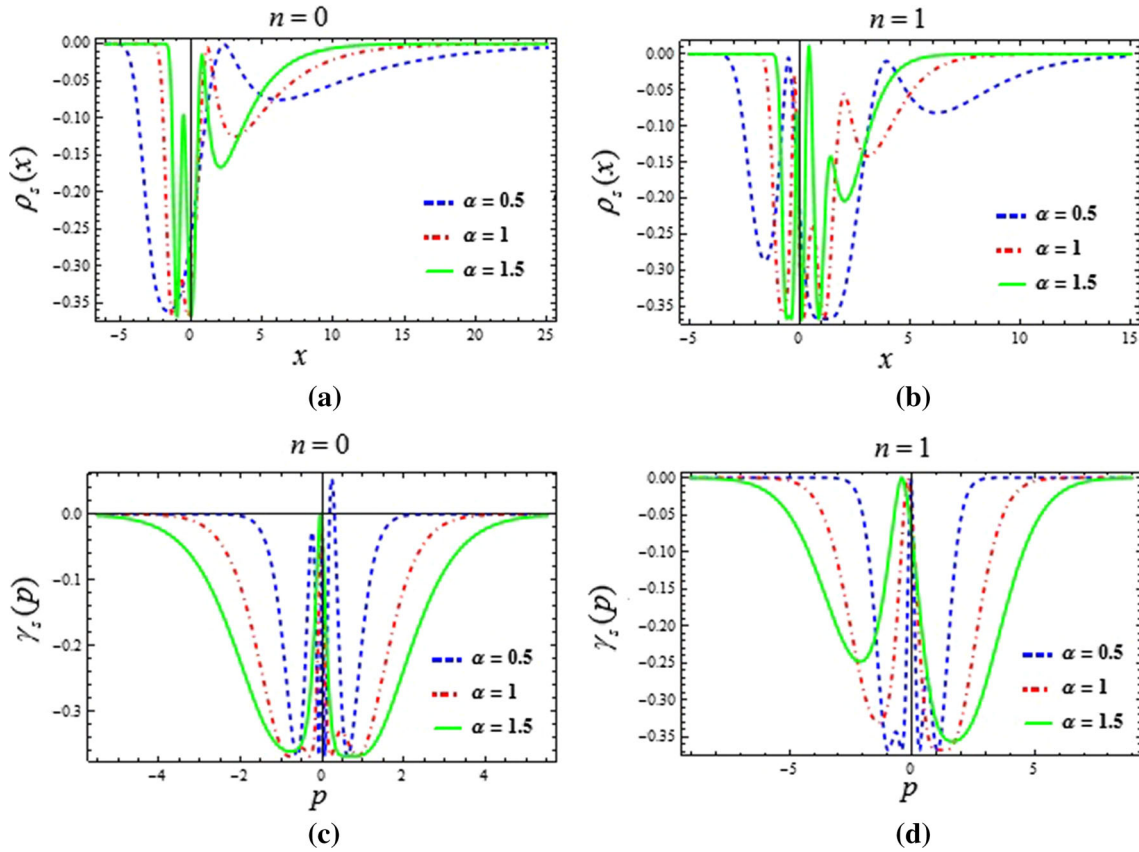 n = 0
0.00
−0.05
−0.10
−0.15
−0.20
−0.25
−0.30
−0.35
ρs(x)
α = 0.5
α = 1
α = 1.5
−5 0 5 10 15 20 25
x
(a)
n = 1
0.00
−0.05
−0.10
−0.15
−0.20
−0.25
−0.30
−0.35
ρs(x)
α = 0.5
α = 1
α = 1.5
−5 0 5 10 15
x
(b)
n = 0
0.0
−0.1
−0.2
−0.3
γs(p)
α = 0.5
α = 1
α = 1.5
−4 −2 0 2 4
p
(c)
n = 1
0.00
−0.05
−0.10
−0.15
−0.20
−0.25
−0.30
−0.35
γs(p)
α = 0.5
α = 1
α = 1.5
−5 0 5
p
(d)